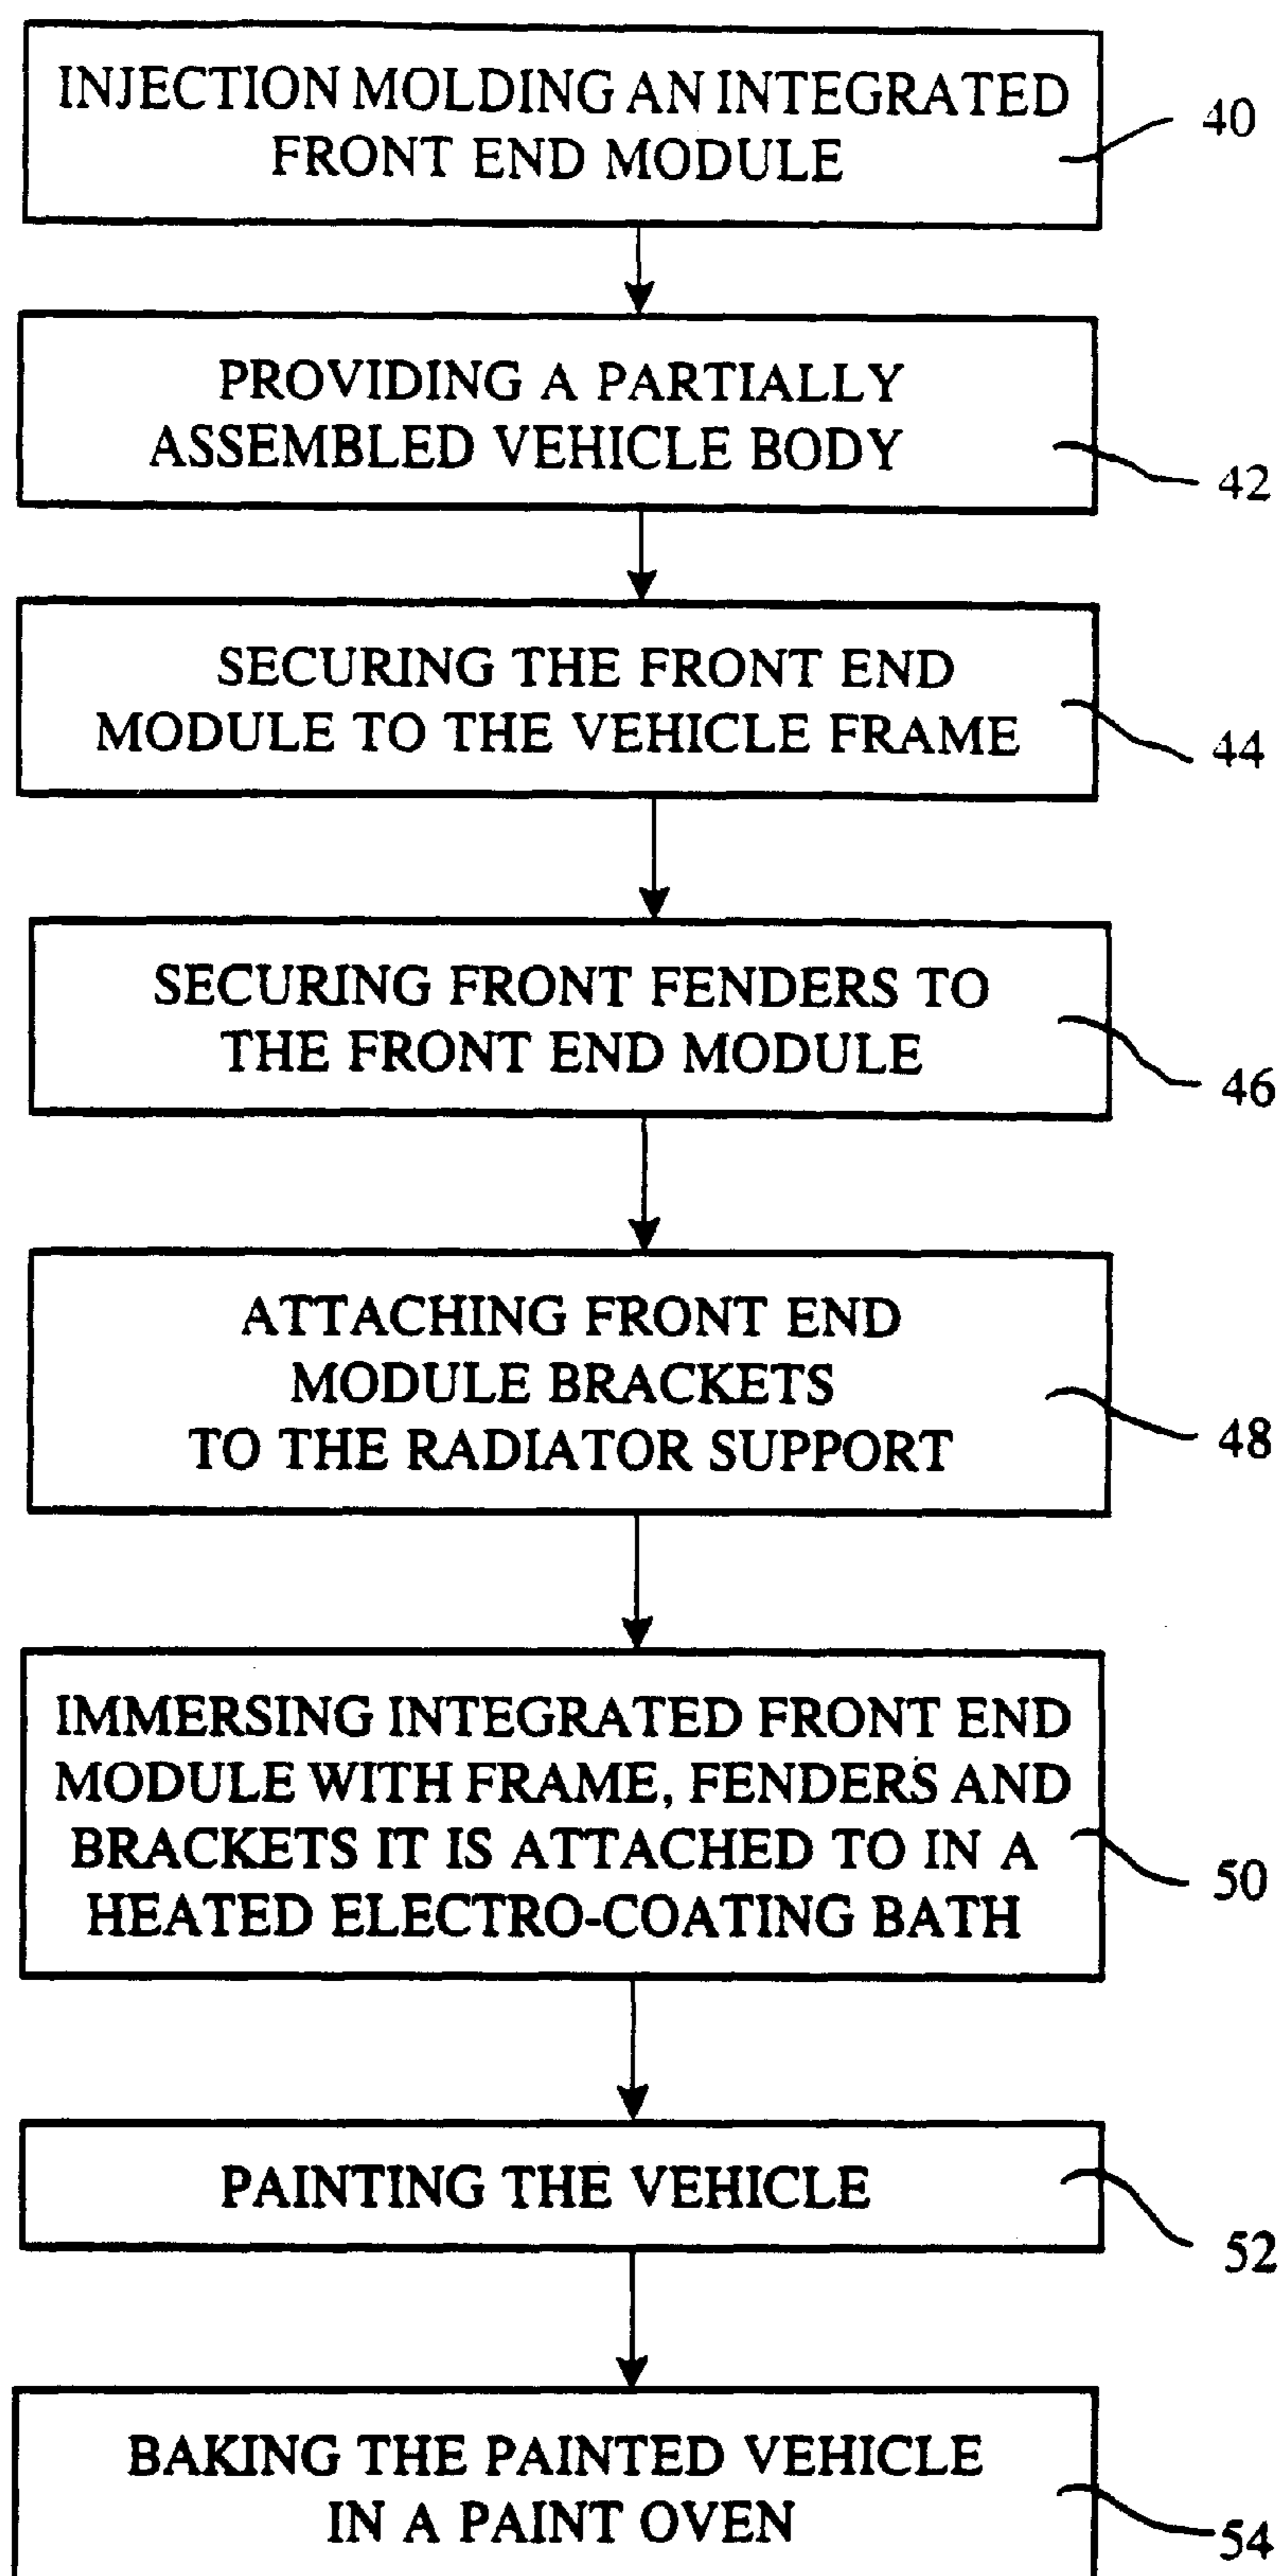 INJECTION MOLDING AN INTEGRATED
FRONT END MODULE
40
PROVIDING A PARTIALLY
ASSEMBLED VEHICLE BODY
42
SECURING THE FRONT END
MODULE TO THE VEHICLE FRAME
44
SECURING FRONT FENDERS TO
THE FRONT END MODULE
46
ATTACHING FRONT END
MODULE BRACKETS
TO THE RADIATOR SUPPORT
48
IMMERSING INTEGRATED FRONT END
MODULE WITH FRAME, FENDERS AND
BRACKETS IT IS ATTACHED TO IN A
HEATED ELECTRO-COATING BATH
50
PAINTING THE VEHICLE
52
BAKING THE PAINTED VEHICLE
IN A PAINT OVEN
54